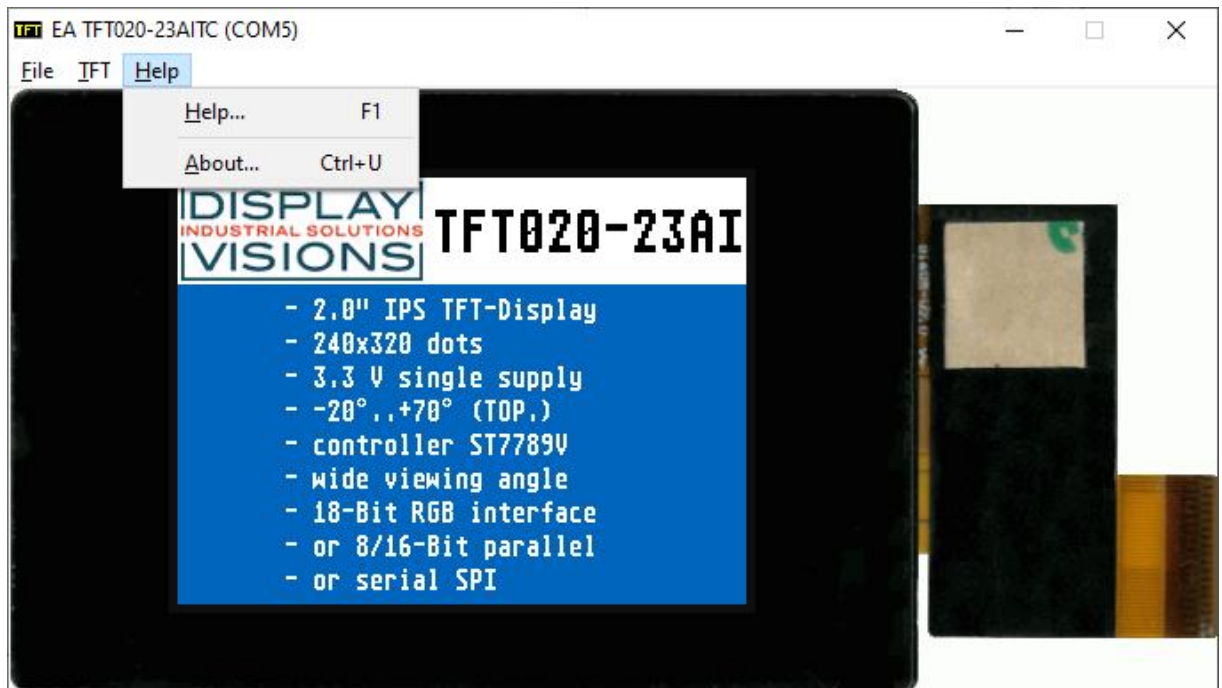 TFT EA TFT020-23AITC (COM5)
File TFT Help
Help... F1
About... Ctrl+U
DISPLAY
INDUSTRIAL SOLUTIONS
VISIONS
TFT020-23AI
- 2.0" IPS TFT-Display
- 240x320 dots
- 3.3 V single supply
- -20°..+70° (TOP.)
- controller ST7789V
- wide viewing angle
- 18-Bit RGB interface
- or 8/16-Bit parallel
- or serial SPI